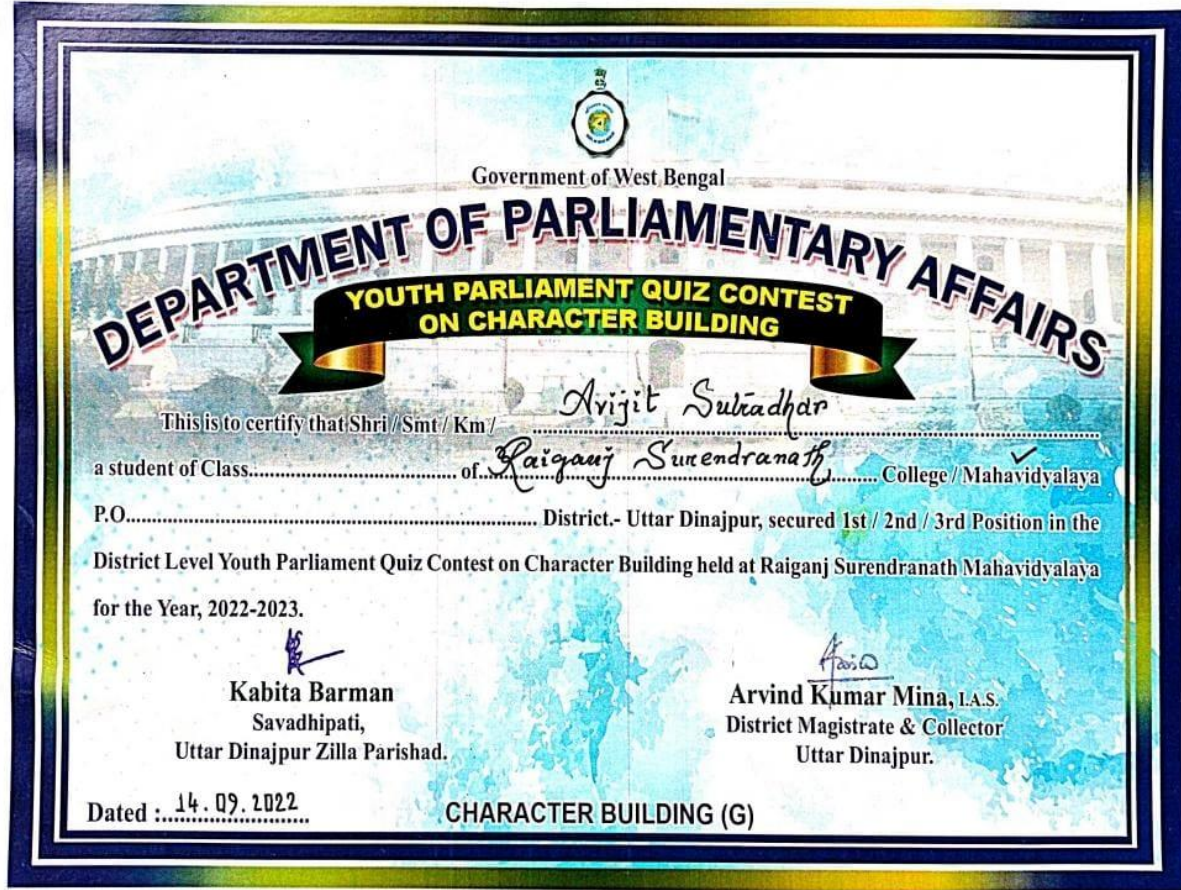 Government of West Bengal
DEPARTMENT OF PARLIAMENTARY AFFAIRS
YOUTH PARLIAMENT QUIZ CONTEST
ON CHARACTER BUILDING
This is to certify that Shri / Smt / Km / Avijit Sutradhar
a student of Class.................................... of Raiganj Surendranath College / Mahavidyalaya
P.O........................................................................ District.- Uttar Dinajpur, secured 1st / 2nd / 3rd Position in the
District Level Youth Parliament Quiz Contest on Character Building held at Raiganj Surendranath Mahavidyalaya
for the Year, 2022-2023.
Kabita Barman
Savadhipati,
Uttar Dinajpur Zilla Parishad.
Arvind Kumar Mina, I.A.S.
District Magistrate & Collector
Uttar Dinajpur.
Dated : 14.09.2022
CHARACTER BUILDING (G)